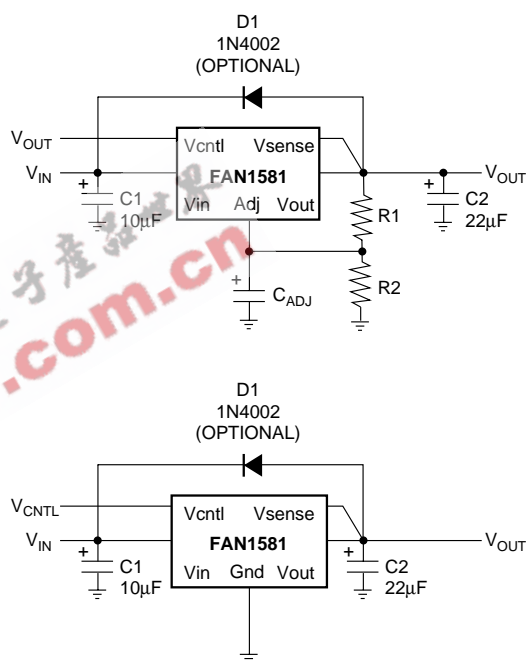 D1
1N4002
(OPTIONAL)
VOUT
Vcntl Vsense
VIN
FAN1581
VOUT
+ C1
10μF
Vin Adj Vout
R1
+ C2
22μF
+ CADJ
R2
.com.cn
D1
1N4002
(OPTIONAL)
VCNTL
Vcntl Vsense
VIN
FAN1581
VOUT
+ C1
10μF
Vin Gnd Vout
+ C2
22μF